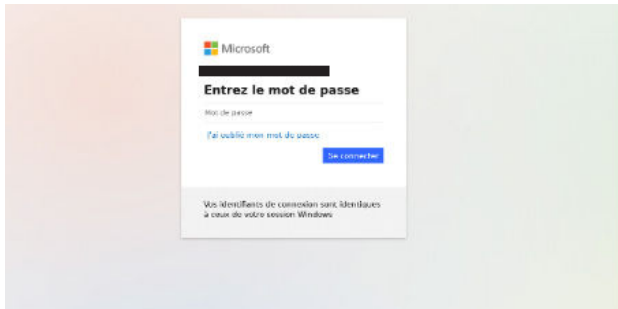 Microsoft
Entrez le mot de passe
Mot de passe
J'ai oublié mon mot de passe
Se connecter
Vos identifiants de connexion sont identiques
à ceux de votre session Windows